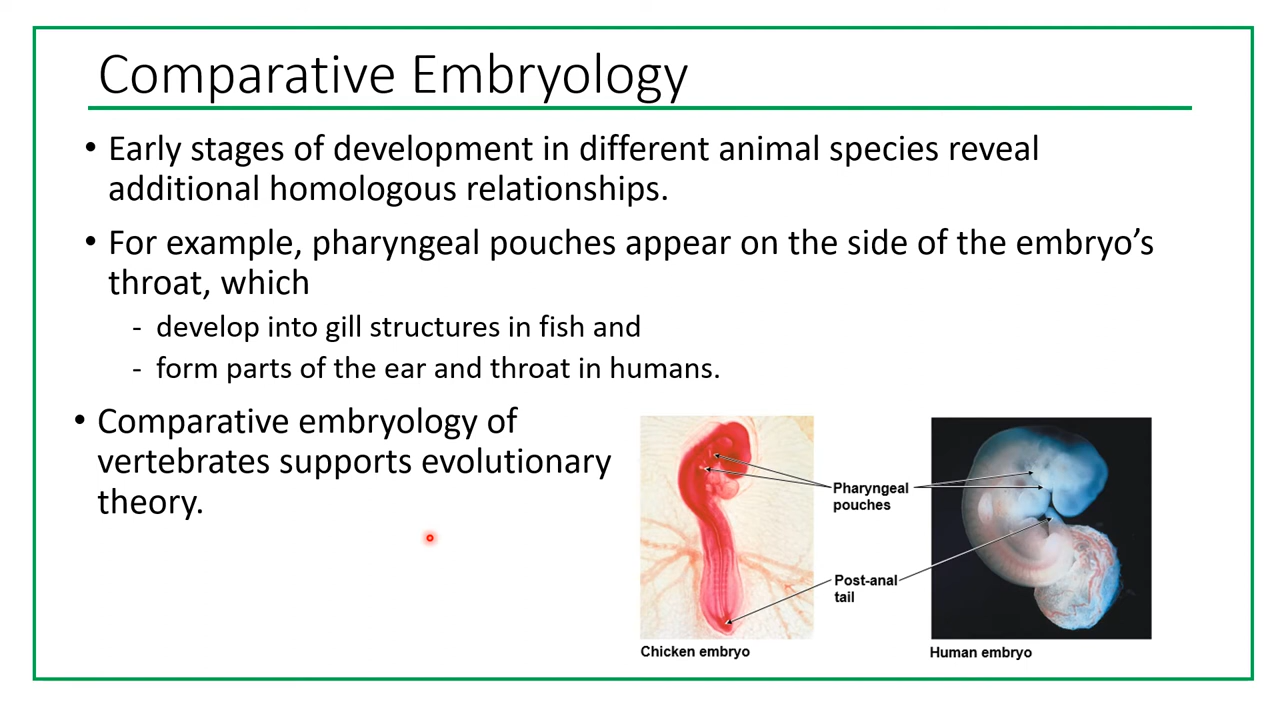 Comparative Embryology
• Early stages of development in different animal species reveal
additional homologous relationships.
• For example, pharyngeal pouches appear on the side of the embryo’s
throat, which
- develop into gill structures in fish and
- form parts of the ear and throat in humans.
• Comparative embryology of
vertebrates supports evolutionary
theory.
Pharyngeal
pouches
Post-anal
tail
Chicken embryo
Human embryo